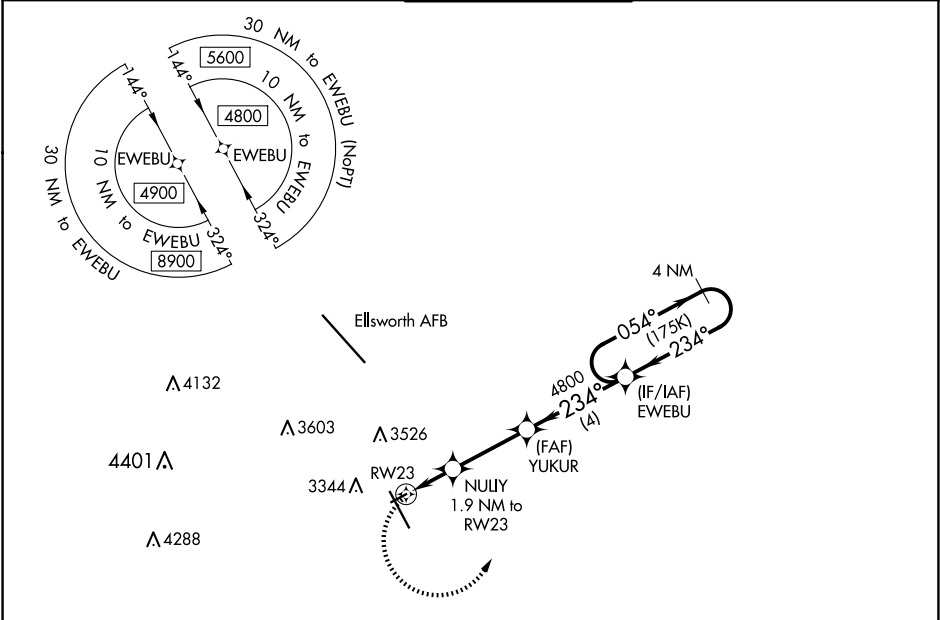 30 NM to EWEBU (NoPT)
5600
144°
10 NM to EWEBU
4800
EWEBU
324°
144°
EWEBU
4900
10 NM to EWEBU
324°
8900
30 NM to EWEBU
4 NM
Ellsworth AFB
054°
(175K)
234°
4800
234°
(4)
(IF/IAF)
EWEBU
4132
3603
3526
(FAF)
YUKUR
4401
RW23
3344
NULIY
1.9 NM to
RW23
4288